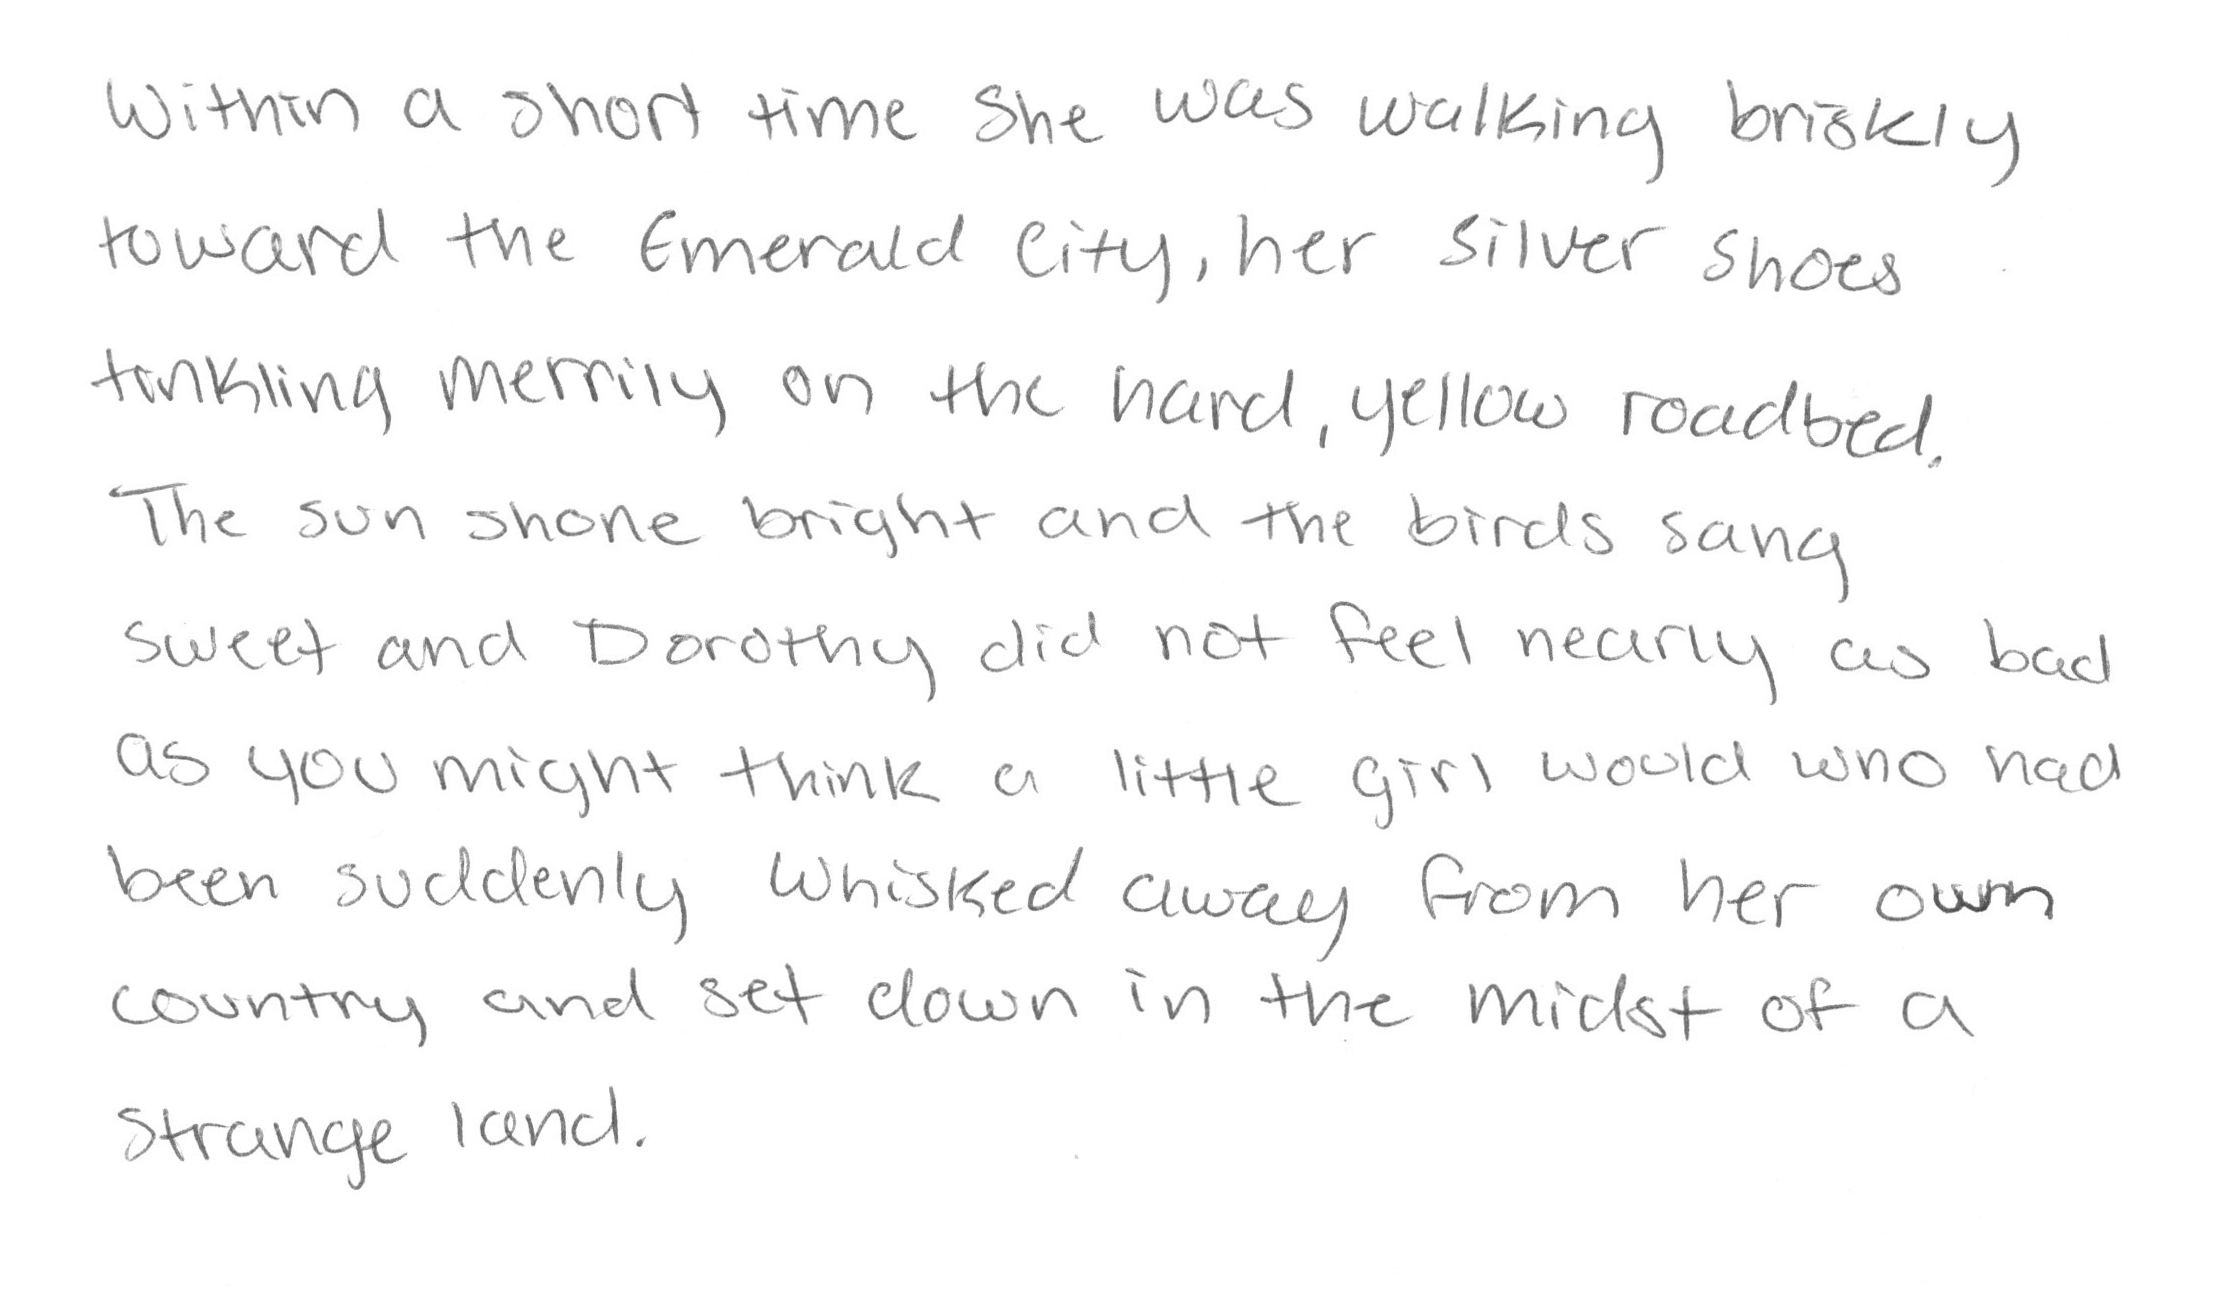 Within a short time she was walking briskly
toward the Emerald City, her silver shoes
tinkling merrily on the hard, yellow roadbed.
The sun shone bright and the birds sang
sweet and Dorothy did not feel nearly as bad
as you might think a little girl would who had
been suddenly whisked away from her own
country and set down in the midst of a
strange land.